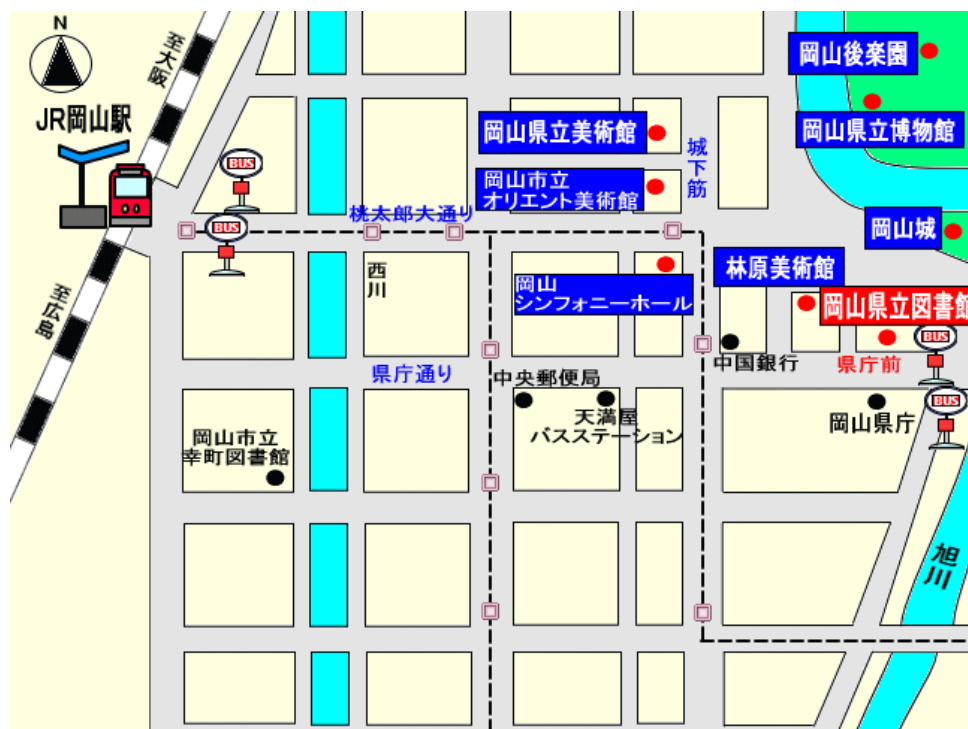 N
至大阪
JR岡山駅
BUS
BUS
至広島
岡山後楽園
岡山県立博物館
岡山県立美術館
城下筋
岡山市立
オリエント美術館
桃太郎大通り
岡山城
西川
岡山
シンフォニーホール
林原美術館
岡山県立図書館
BUS
中国銀行
県庁前
県庁通り
中央郵便局
BUS
天満屋
バスステーション
岡山県庁
岡山市立
幸町図書館
旭川